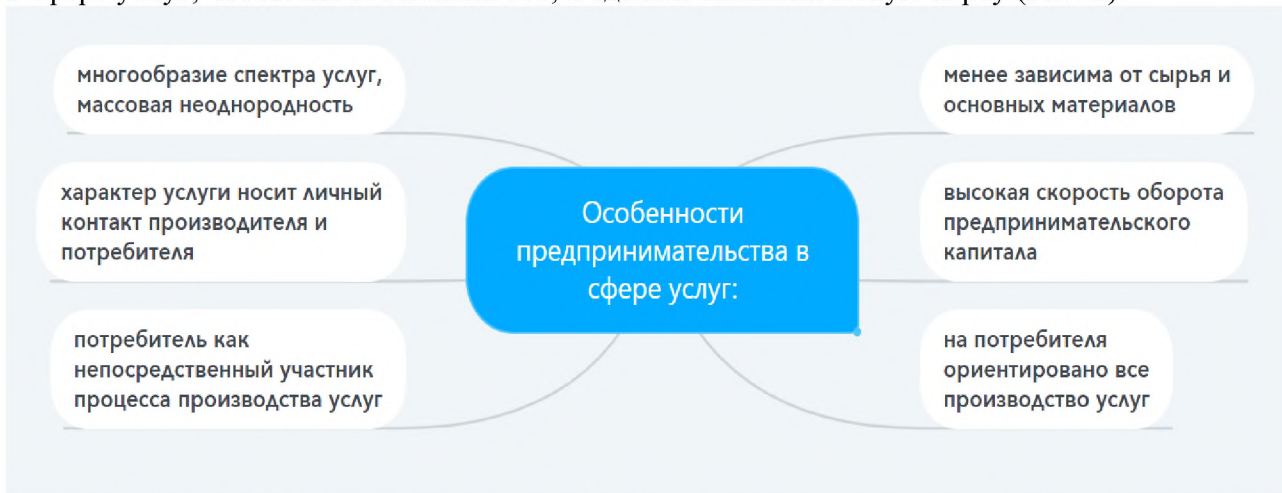 многообразие спектра услуг,
массовая неоднородность
характер услуги носит личный
контакт производителя и
потребителя
потребитель как
непосредственный участник
процесса производства услуг
Особенности
предпринимательства в
сфере услуг:
менее зависима от сырья и
основных материалов
высокая скорость оборота
предпринимательского
капитала
на потребителя
ориентировано все
производство услуг